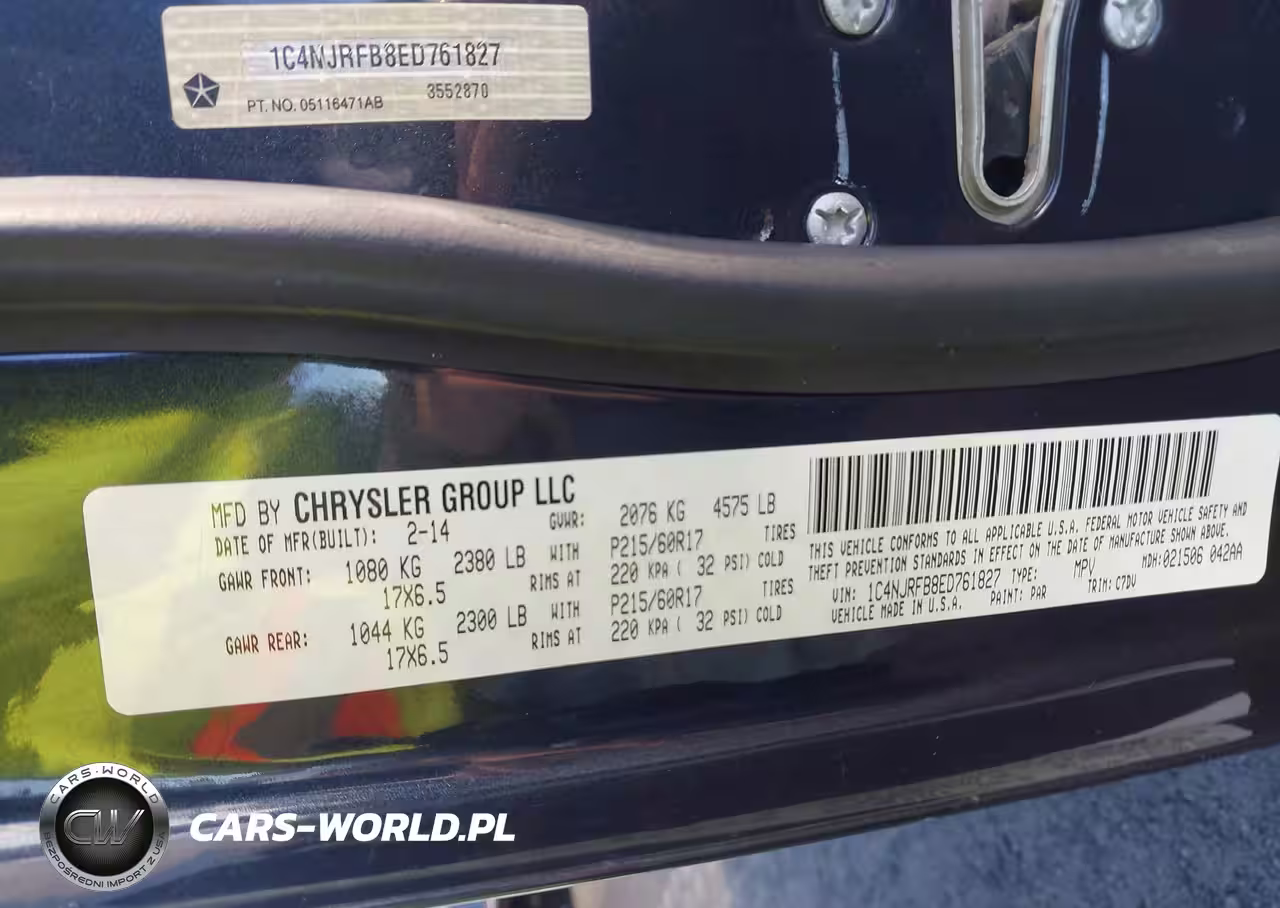 1C4NJRFB8ED761827
PT. NO. 05116471AB 3552870
MFD BY CHRYSLER GROUP LLC
DATE OF MFR(BUILT): 2-14 GVWR: 2076 KG 4575 LB
GAWR FRONT: 1080 KG 2380 LB WITH P215/60R17 TIRES
17X6.5 RIMS AT 220 KPA ( 32 PSI) COLD
GAWR REAR: 1044 KG 2300 LB WITH P215/60R17 TIRES
17X6.5 RIMS AT 220 KPA ( 32 PSI) COLD
THIS VEHICLE CONFORMS TO ALL APPLICABLE U.S.A. FEDERAL MOTOR VEHICLE SAFETY AND
THEFT PREVENTION STANDARDS IN EFFECT ON THE DATE OF MANUFACTURE SHOWN ABOVE.
VIN: 1C4NJRFB8ED761827 TYPE: MPV MDH:021506 042AA
VEHICLE MADE IN U.S.A. PAINT: PAR TRIM: C7DV
CARS-WORLD
CW
BEZPOŚREDNI IMPORT Z USA
CARS-WORLD.PL